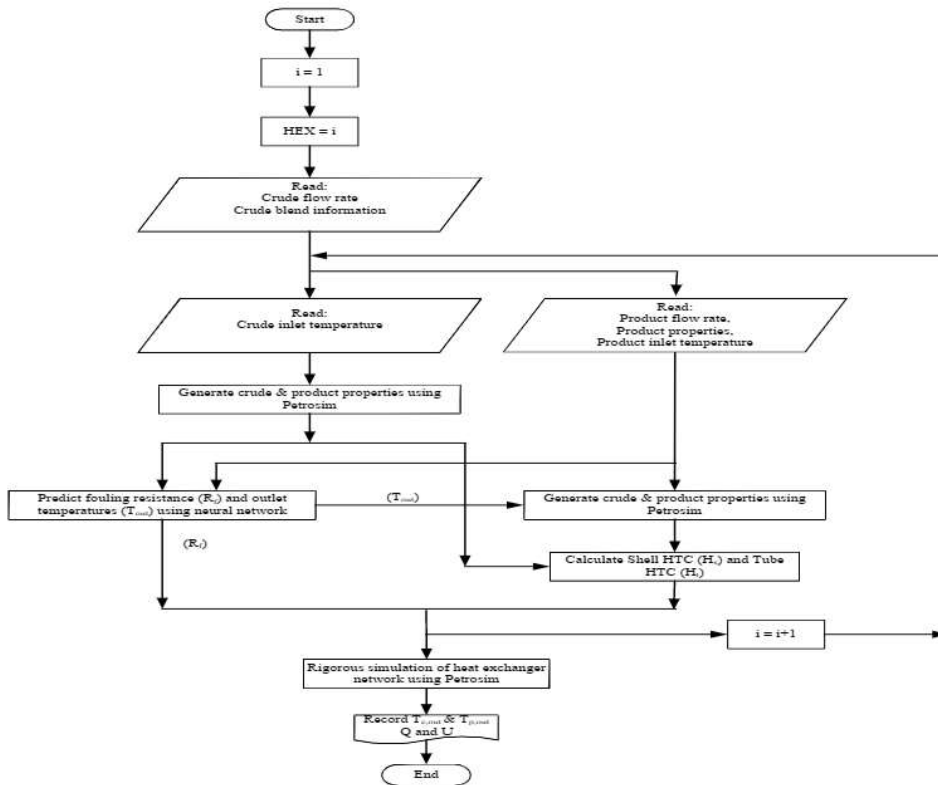 Start
i = 1
HEX = i
Read:
Crude flow rate
Crude blend information
Read:
Crude inlet temperature
Read:
Product flow rate,
Product properties,
Product inlet temperature
Generate crude & product properties using
Petrosim
Predict fouling resistance (Rf) and outlet
temperatures (Tout) using neural network
(Tout)
Generate crude & product properties using
Petrosim
(Rf)
Calculate Shell HTC (Hs) and Tube
HTC (Ht)
i = i+1
Rigorous simulation of heat exchanger
network using Petrosim
Record Tc,out & Tp,out
Q and U
End